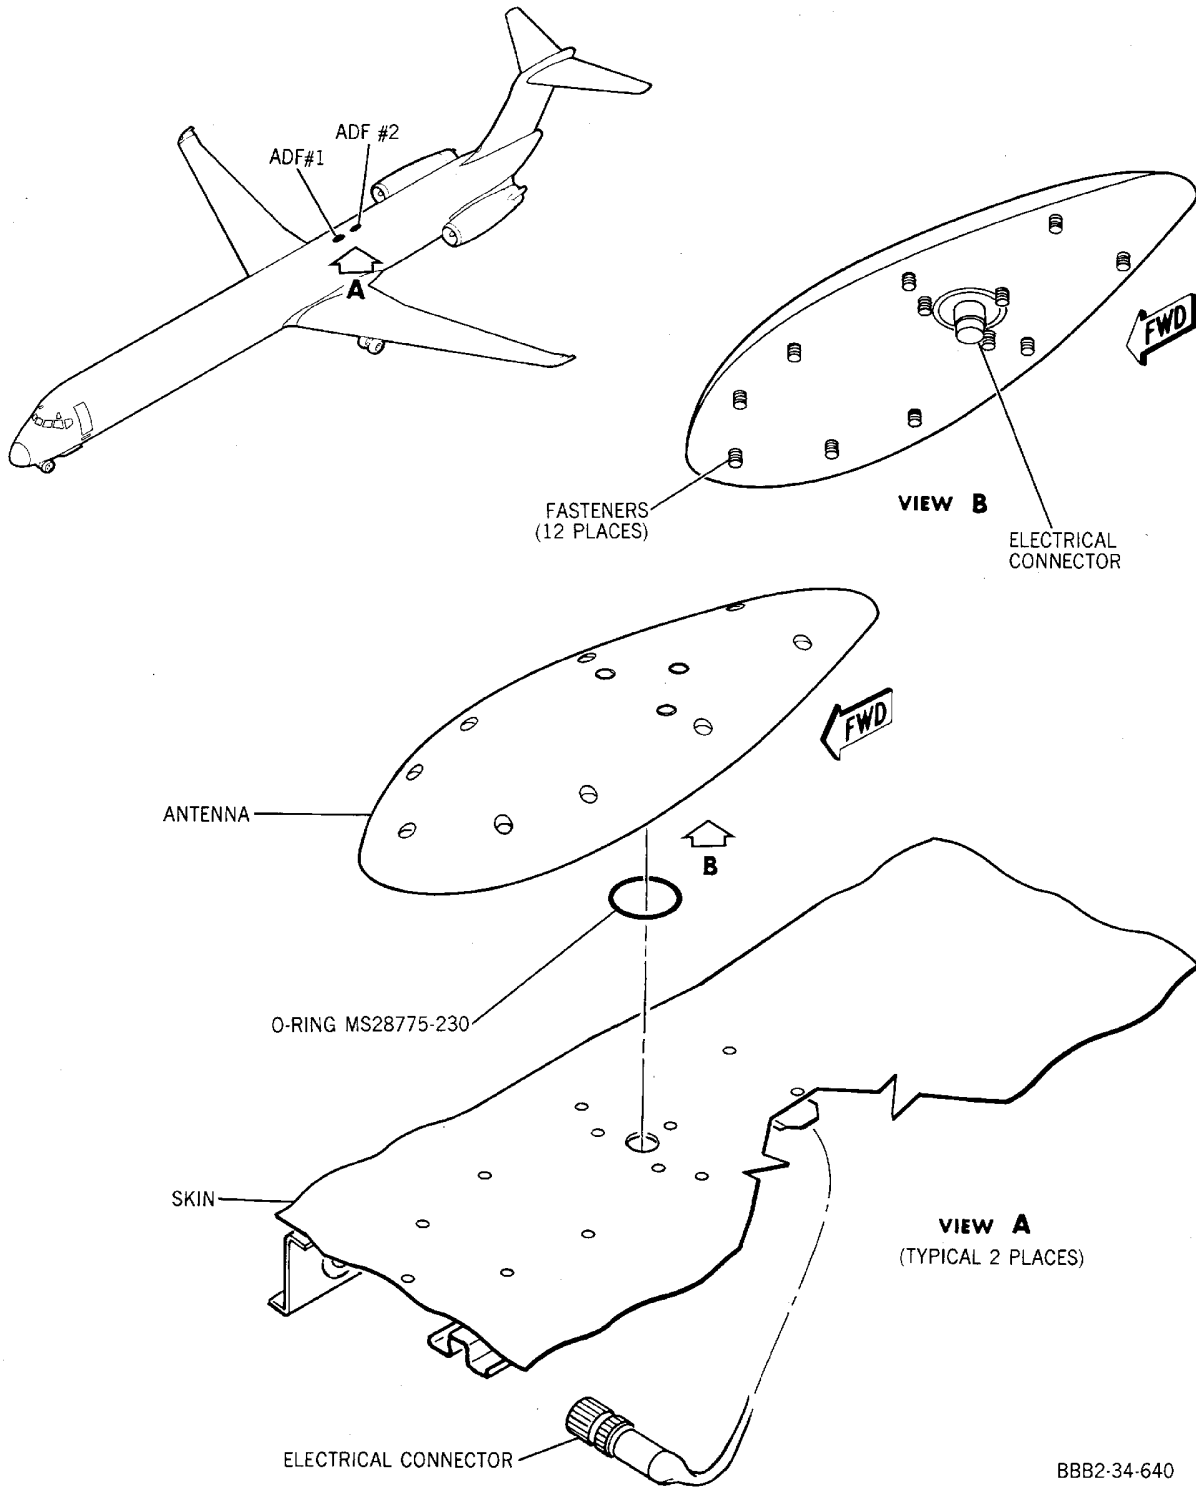 ADF #2
ADF#1
A
FWD
FASTENERS
(12 PLACES)
VIEW B
ELECTRICAL
CONNECTOR
FWD
ANTENNA
B
O-RING MS28775-230
SKIN
VIEW A
(TYPICAL 2 PLACES)
ELECTRICAL CONNECTOR
BBB2-34-640